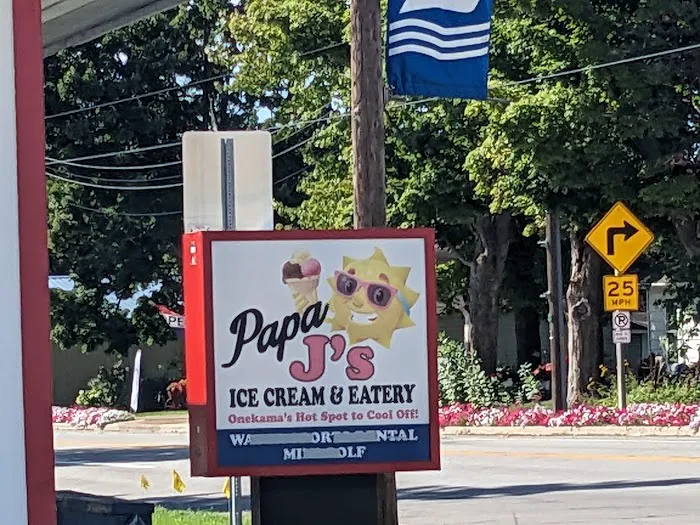 Papa
J's
ICE CREAM & EATERY
Onekama's Hot Spot to Cool Off!
25
MPH